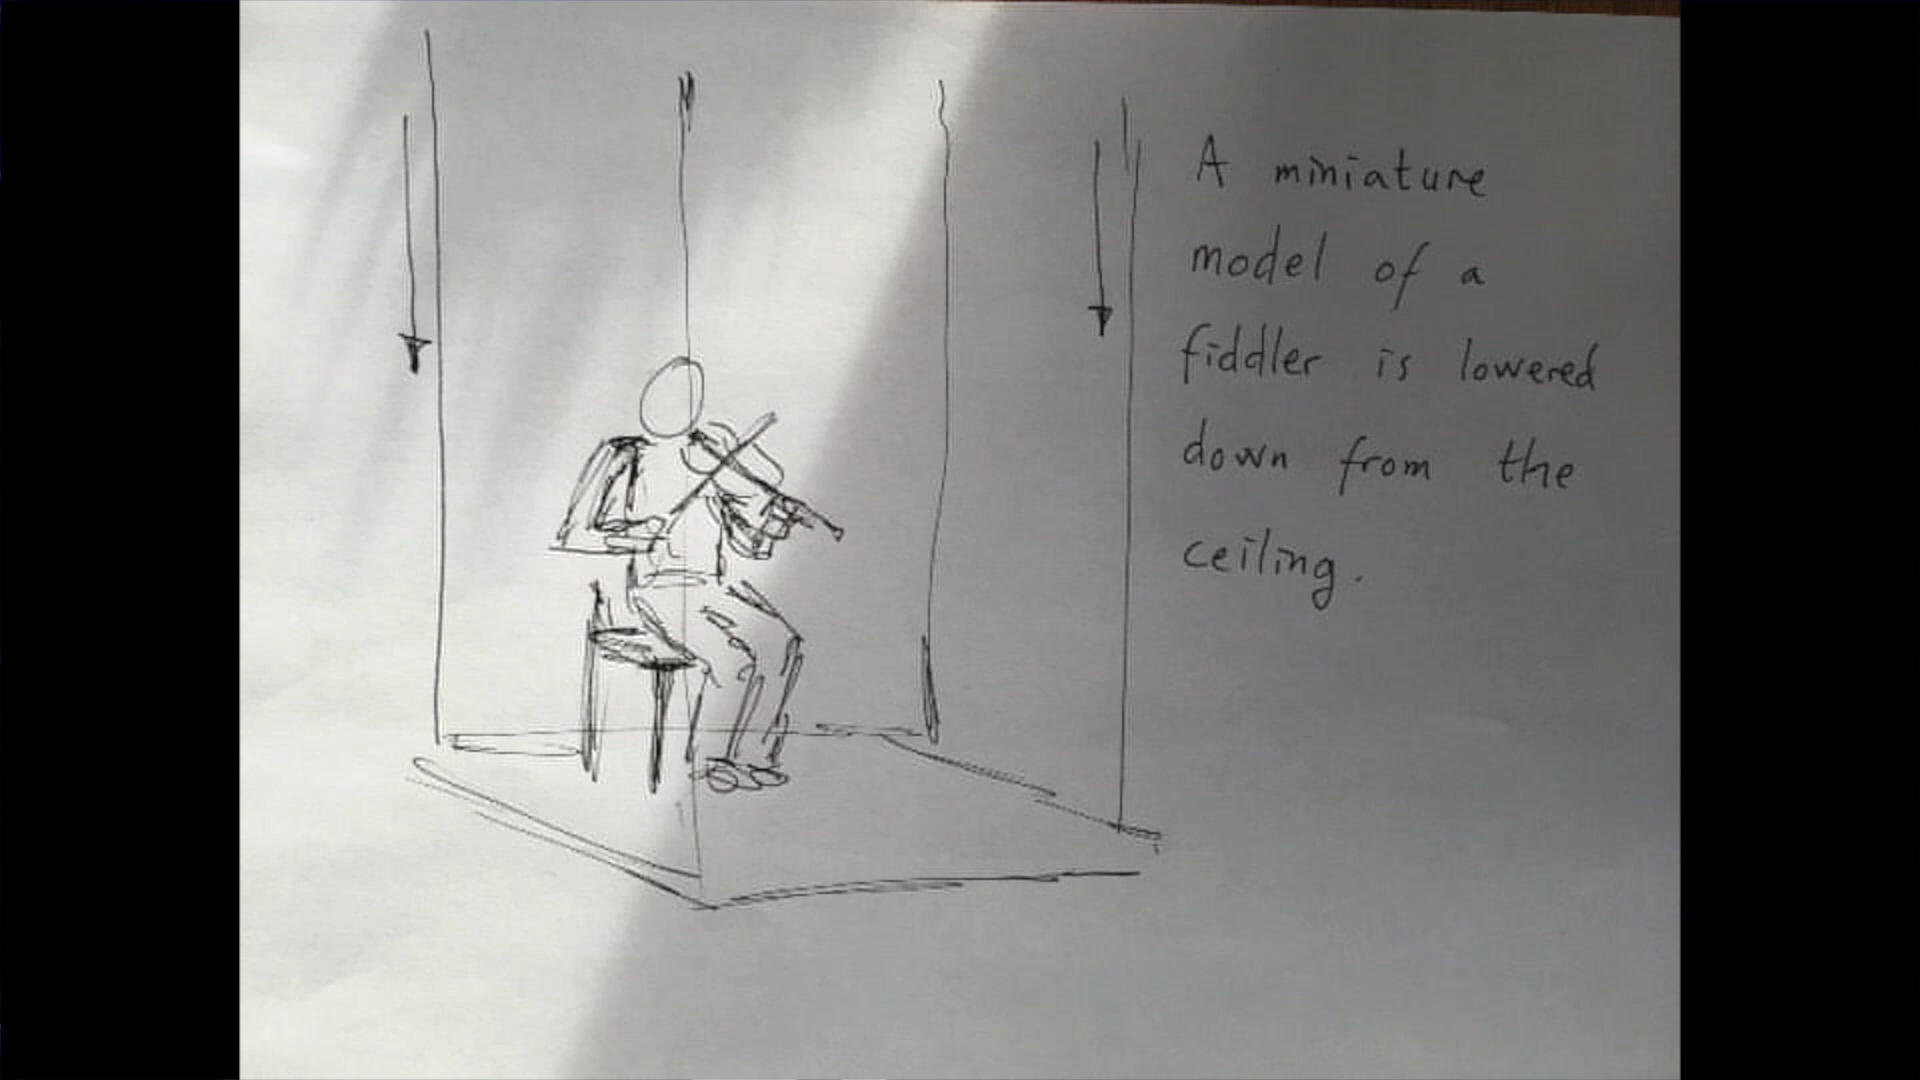 A miniature
model of a
fiddler is lowered
down from the
ceiling.